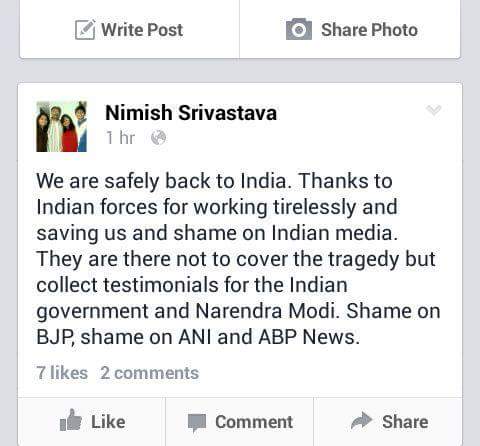 Write Post Share Photo
Nimish Srivastava
1 hr
We are safely back to India. Thanks to
Indian forces for working tirelessly and
saving us and shame on Indian media.
They are there not to cover the tragedy but
collect testimonials for the Indian
government and Narendra Modi. Shame on
BJP, shame on ANI and ABP News.
7 likes 2 comments
Like Comment Share